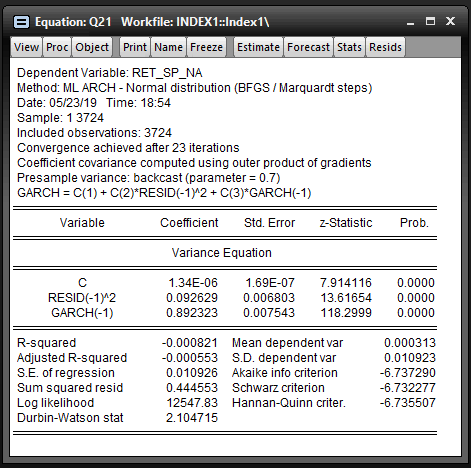 Equation: Q21 Workfile: INDEX1::Index1\
View Proc Object Print Name Freeze Estimate Forecast Stats Resids
Dependent Variable: RET_SP_NA
Method: ML ARCH - Normal distribution (BFGS / Marquardt steps)
Date: 05/23/19 Time: 18:54
Sample: 1 3724
Included observations: 3724
Convergence achieved after 23 iterations
Coefficient covariance computed using outer product of gradients
Presample variance: backcast (parameter = 0.7)
GARCH = C(1) + C(2)*RESID(-1)^2 + C(3)*GARCH(-1)
Variable Coefficient Std. Error z-Statistic Prob.
Variance Equation
C 1.34E-06 1.69E-07 7.914116 0.0000
RESID(-1)^2 0.092629 0.006803 13.61654 0.0000
GARCH(-1) 0.892323 0.007543 118.2999 0.0000
R-squared -0.000821 Mean dependent var 0.000313
Adjusted R-squared -0.000553 S.D. dependent var 0.010923
S.E. of regression 0.010926 Akaike info criterion -6.737290
Sum squared resid 0.444553 Schwarz criterion -6.732277
Log likelihood 12547.83 Hannan-Quinn criter. -6.735507
Durbin-Watson stat 2.104715